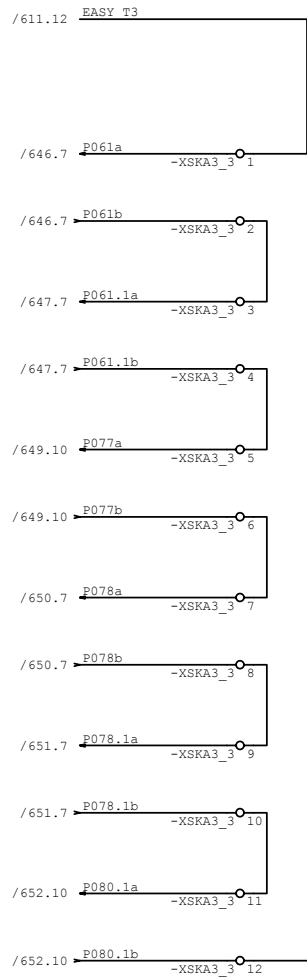 /611.12 EASY T3
/646.7 P061a
-XSKA3_3 1
/646.7 P061b
-XSKA3_3 2
/647.7 P061.1a
-XSKA3_3 3
/647.7 P061.1b
-XSKA3_3 4
/649.10 P077a
-XSKA3_3 5
/649.10 P077b
-XSKA3_3 6
/650.7 P078a
-XSKA3_3 7
/650.7 P078b
-XSKA3_3 8
/651.7 P078.1a
-XSKA3_3 9
/651.7 P078.1b
-XSKA3_3 10
/652.10 P080.1a
-XSKA3_3 11
/652.10 P080.1b
-XSKA3_3 12